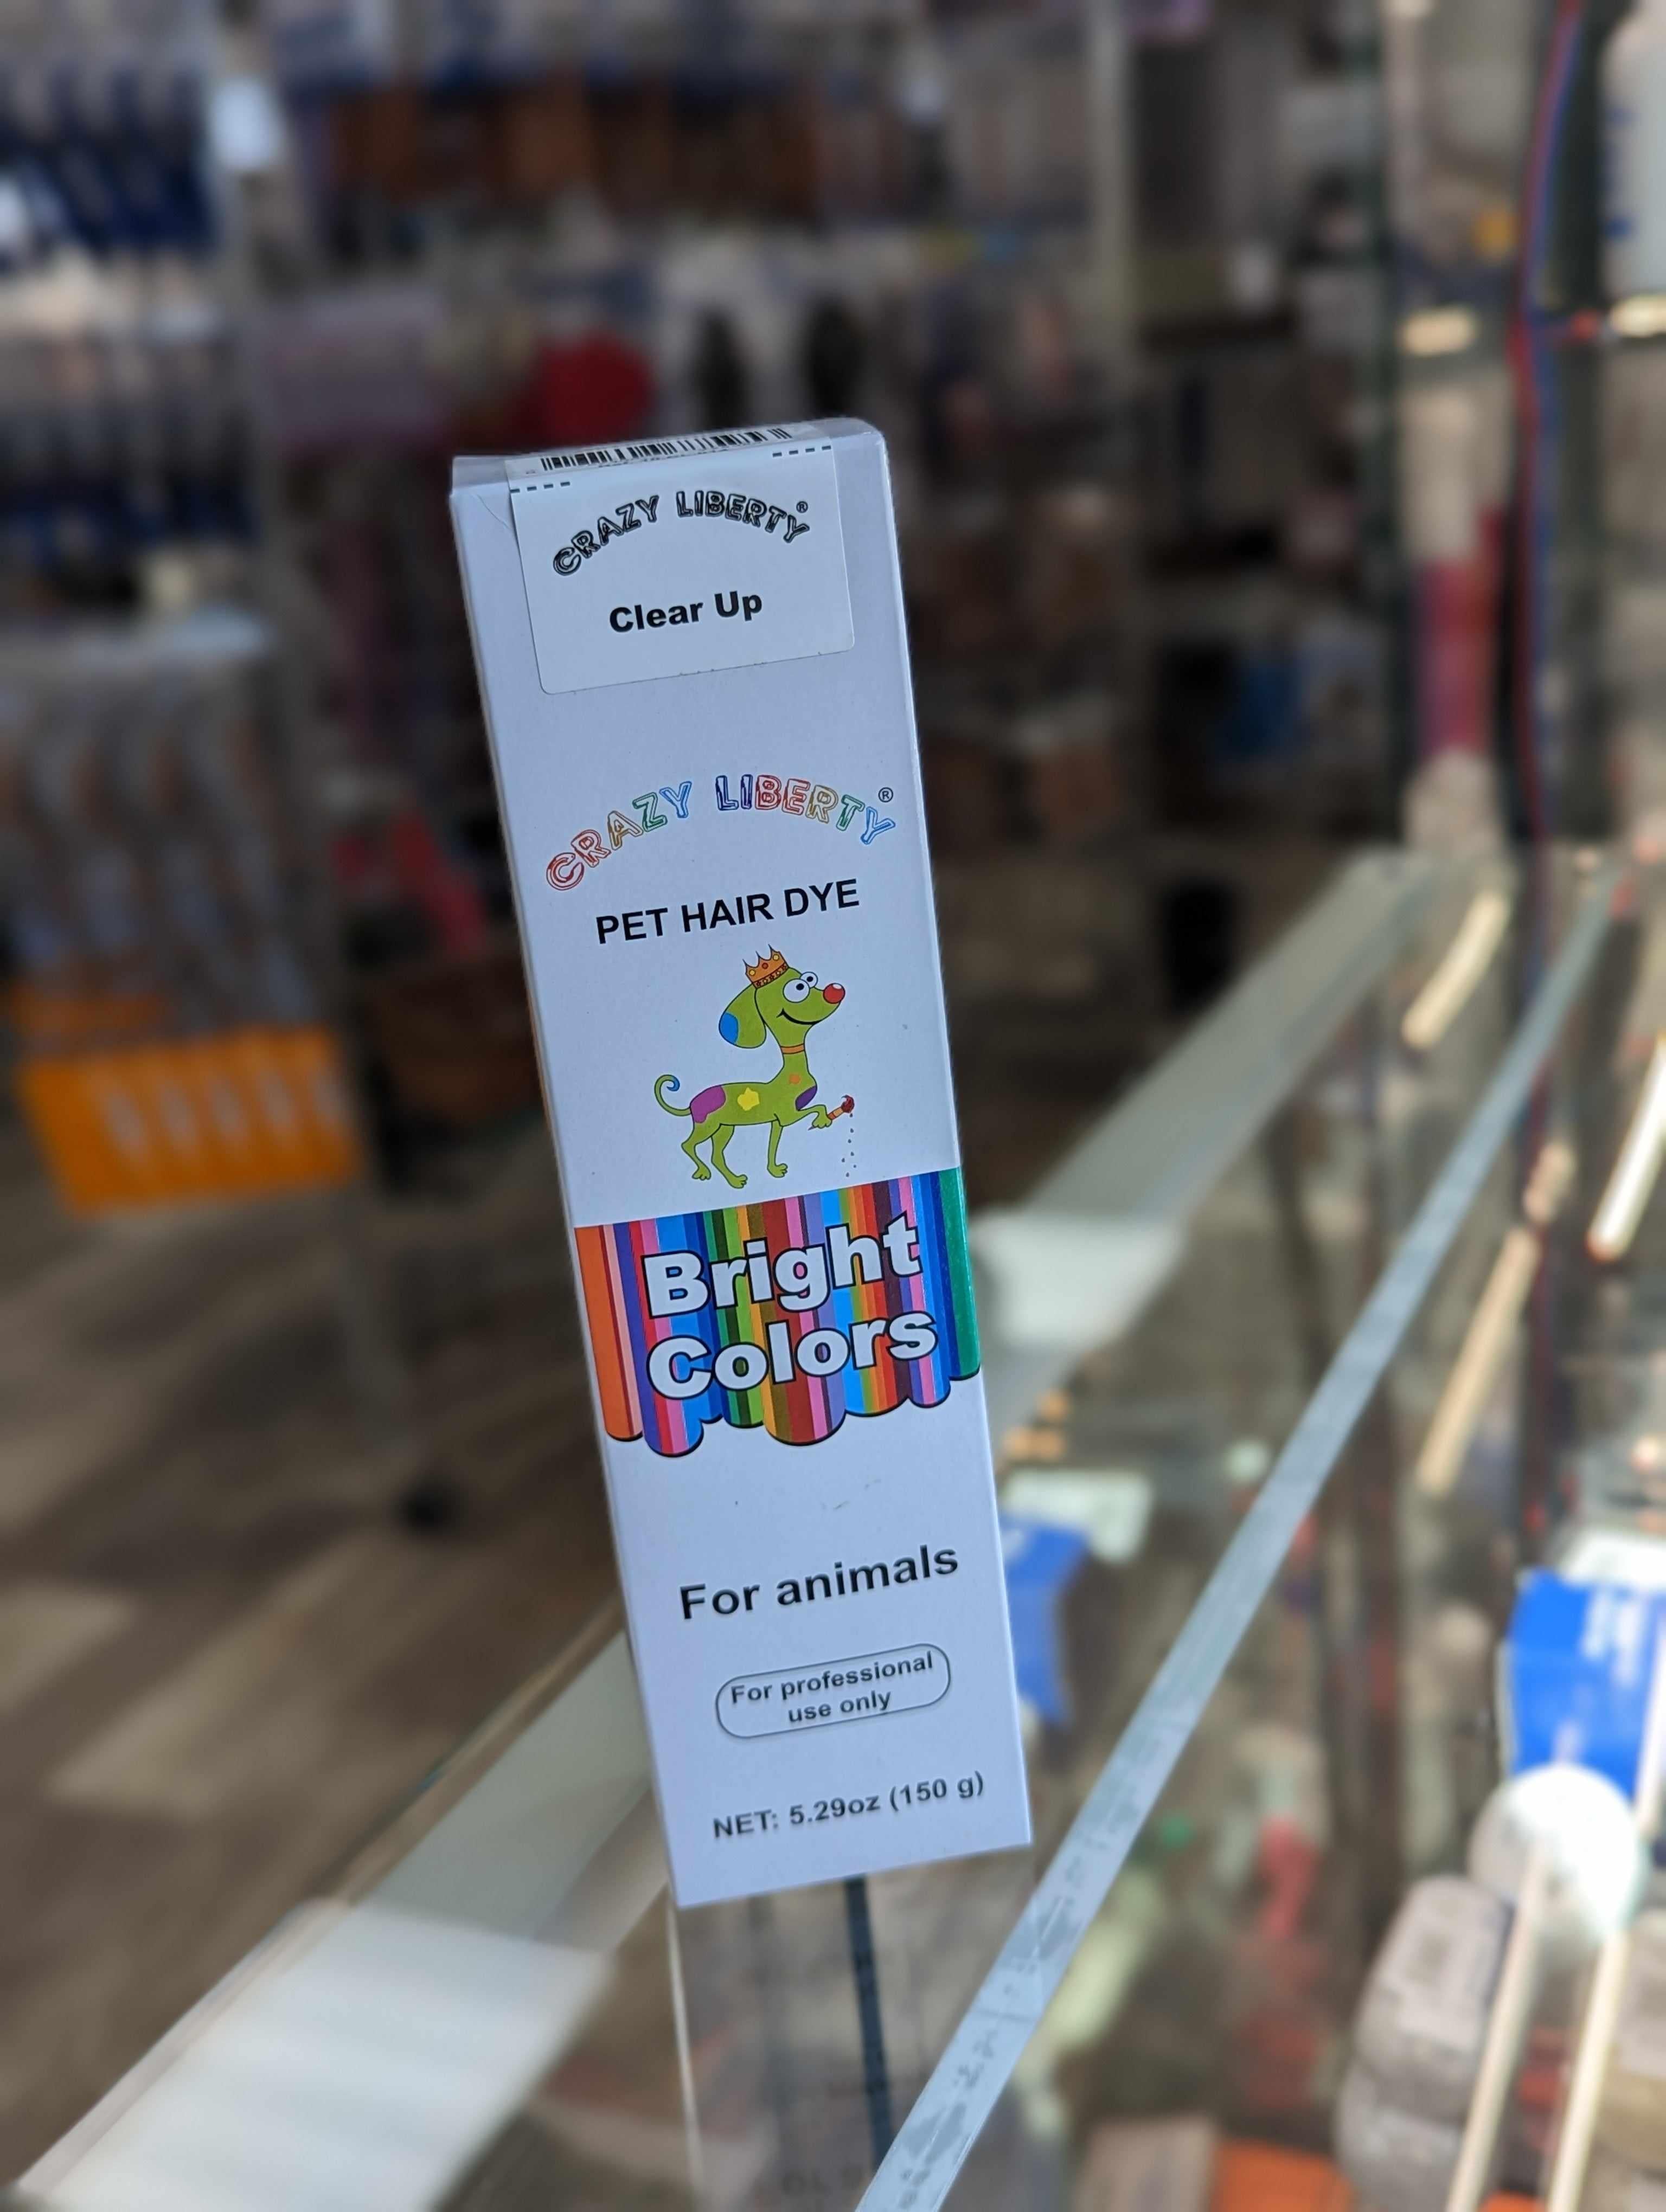 CRAZY LIBERTY®
Clear Up
CRAZY LIBERTY®
PET HAIR DYE
Bright
Colors
For animals
For professional
use only
NET: 5.29oz (150 g)